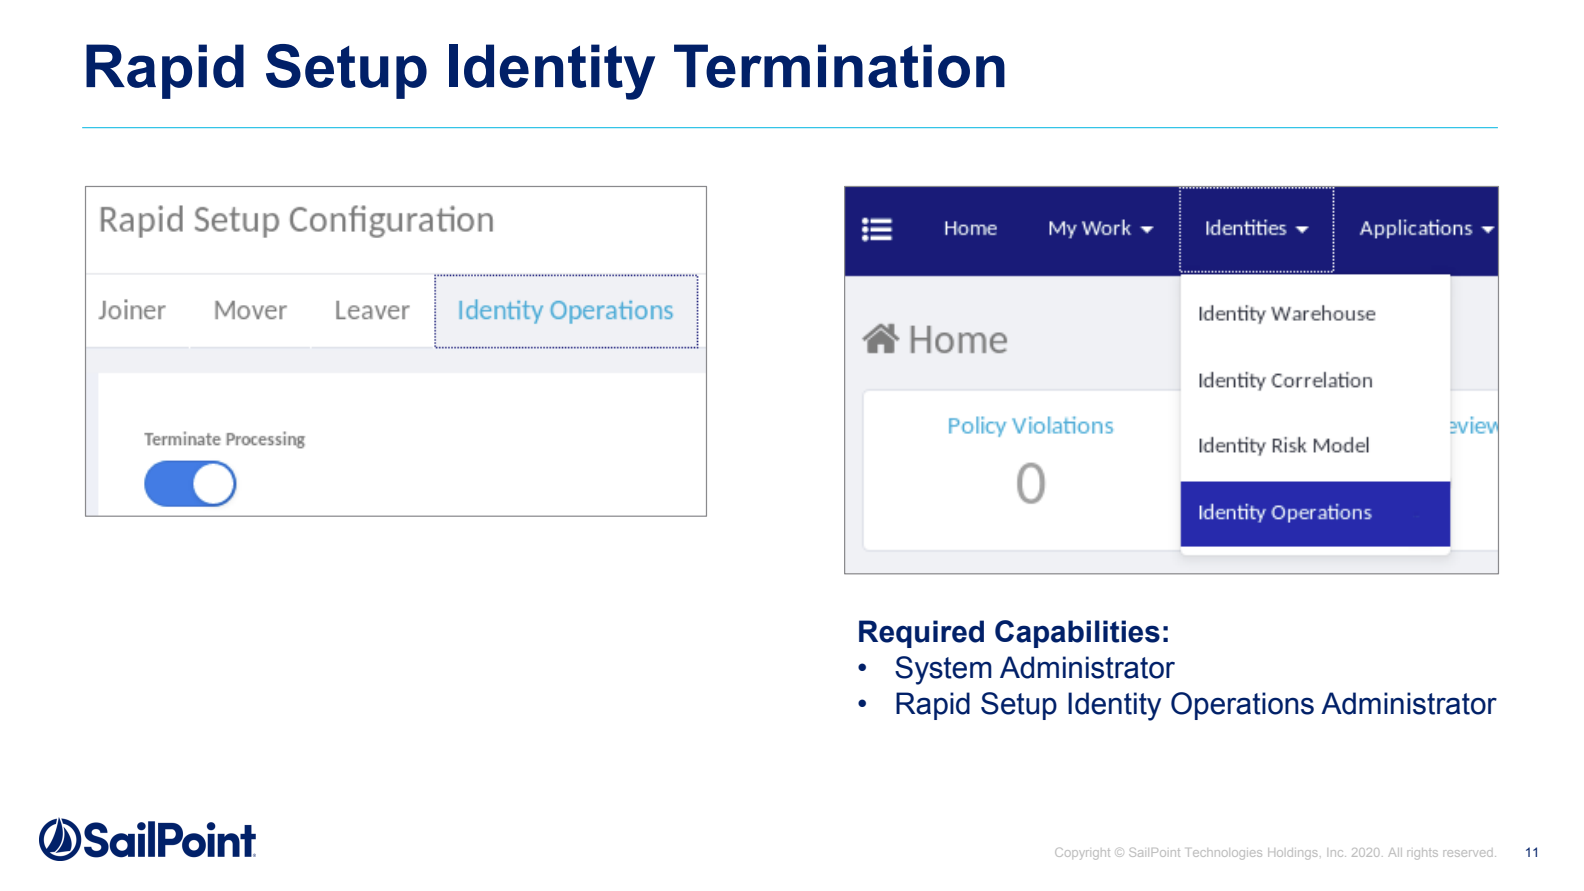 Rapid Setup Identity Termination
Rapid Setup Configuration
Joiner Mover Leaver Identity Operations
Terminate Processing
Home My Work Identities Applications
Home
Identity Warehouse
Identity Correlation
Identity Risk Model
Identity Operations
Policy Violations
0
Required Capabilities:
• System Administrator
• Rapid Setup Identity Operations Administrator
SailPoint
Copyright © SailPoint Technologies Holdings, Inc. 2020. All rights reserved. 11